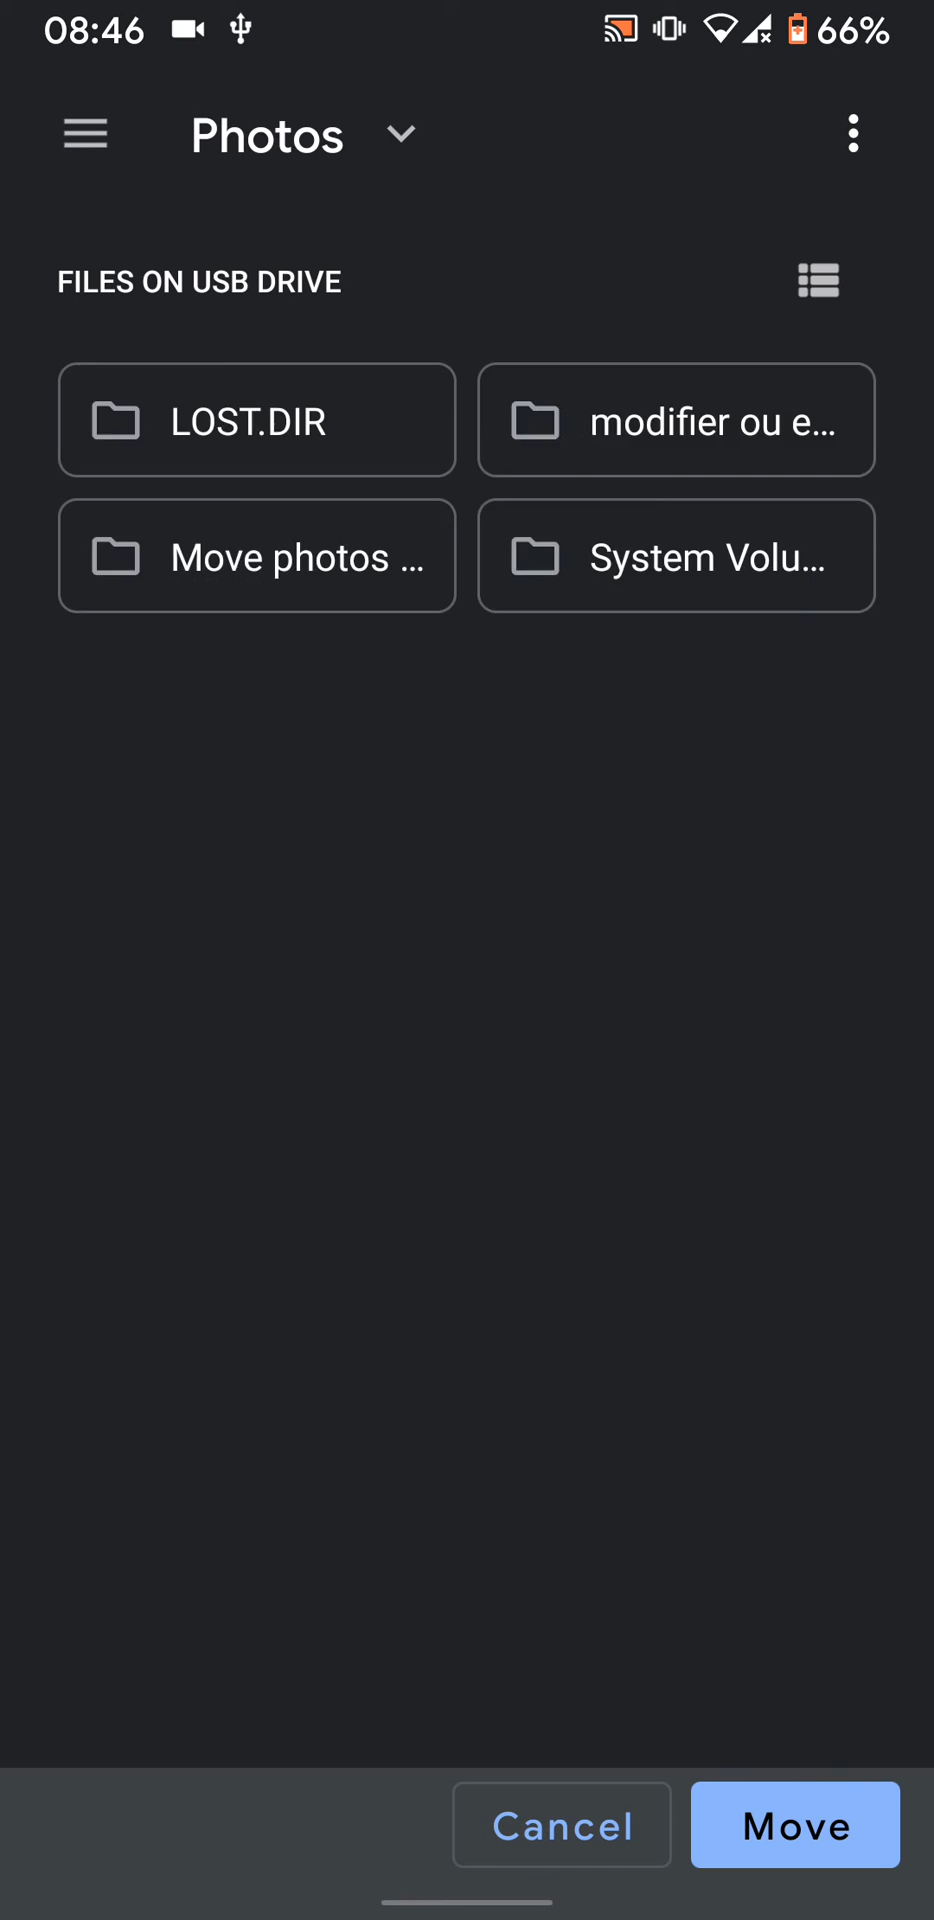 08:46 66%
Photos
FILES ON USB DRIVE
LOST.DIR
modifier ou e...
Move photos ...
System Volu...
Cancel
Move